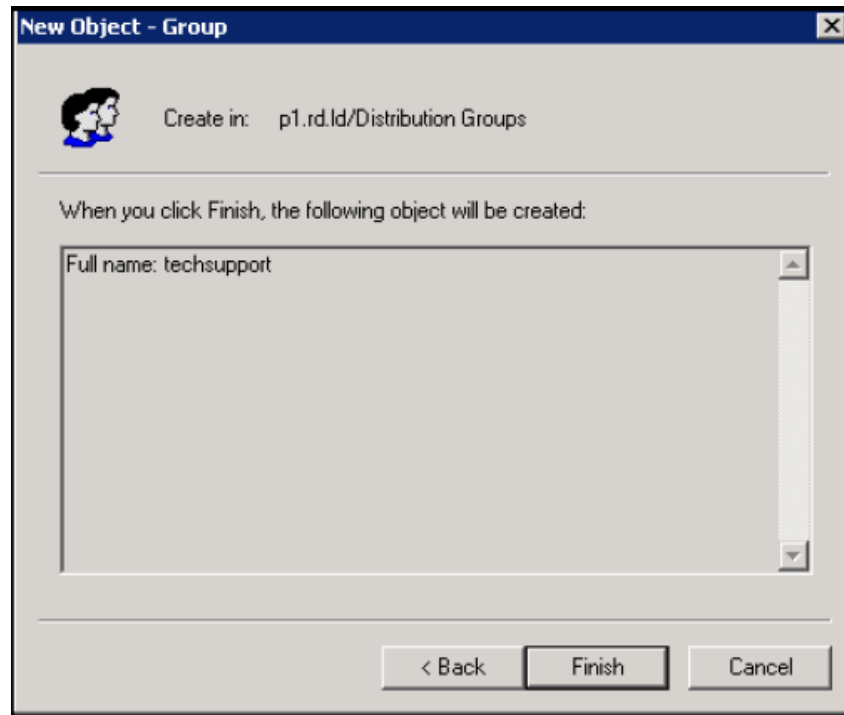 New Object - Group
Create in: p1.rd.ld/Distribution Groups
When you click Finish, the following object will be created:
Full name: techsupport
< Back Finish Cancel